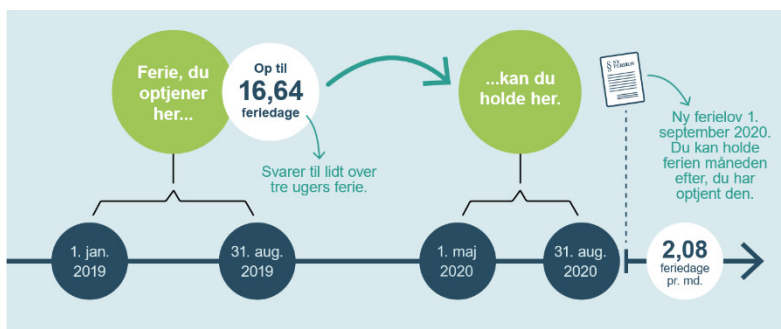 Ferie, du
optjener
her...
Op til
16,64
feriedage
...kan du
holde her.
§ NY
FERIELOV
Ny ferielov 1.
september 2020.
Du kan holde
ferien måneden
efter, du har
optjent den.
Svarer til lidt over
tre ugers ferie.
1. jan.
2019
31. aug.
2019
1. maj
2020
31. aug.
2020
2,08
feriedage
pr. md.